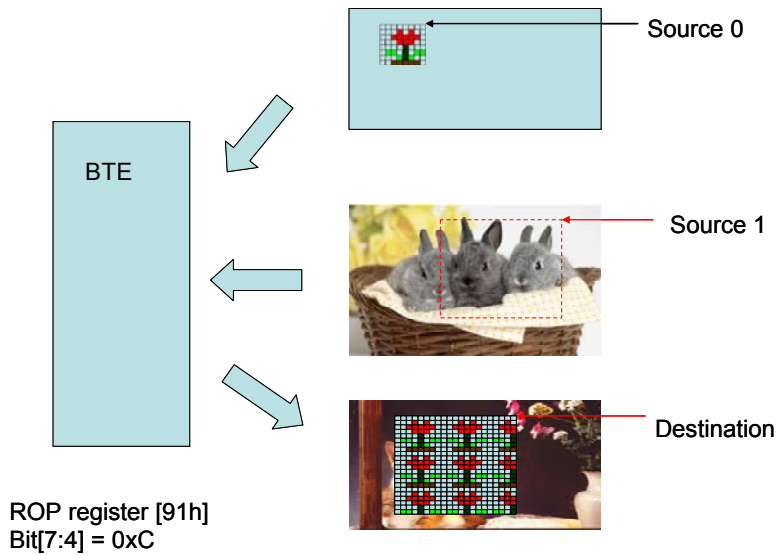 Source 0
BTE
Source 1
Destination
ROP register [91h]
Bit[7:4] = 0xC